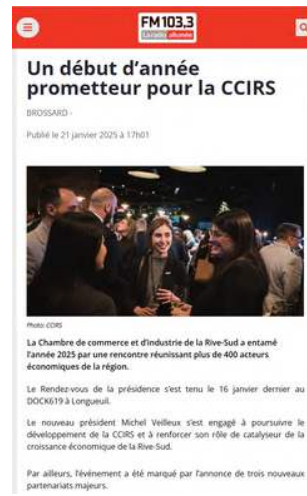 FM103,3
La radio allumée
Un début d'année
prometteur pour la CCIRS
BROSSARD -
Publié le 21 janvier 2025 à 17h01
Photo: CCIRS
La Chambre de commerce et d'industrie de la Rive-Sud a entamé
l'année 2025 par une rencontre réunissant plus de 400 acteurs
économiques de la région.
Le Rendez-vous de la présidence s'est tenu le 16 janvier dernier au
DOCK619 à Longueuil.
Le nouveau président Michel Veilleux s'est engagé à poursuivre le
développement de la CCIRS et à renforcer son rôle de catalyseur de la
croissance économique de la Rive-Sud.
Par ailleurs, l'événement a été marqué par l'annonce de trois nouveaux
partenariats majeurs.